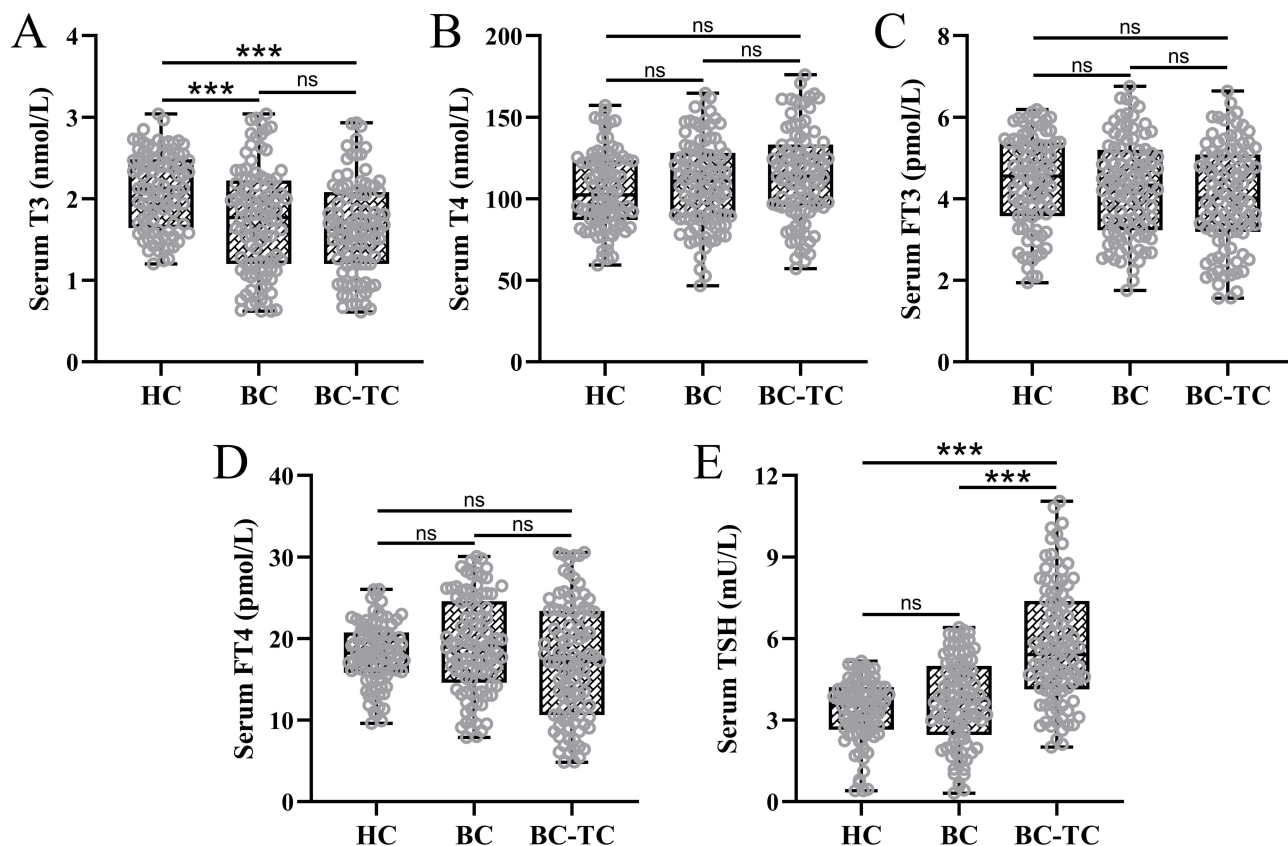 A
Serum T3 (nmol/L)
4
3
2
1
0
***
***
ns
HC BC BC-TC
B
Serum T4 (nmol/L)
200
150
100
50
0
ns
ns
ns
HC BC BC-TC
C
Serum FT3 (pmol/L)
8
6
4
2
0
ns
ns
ns
HC BC BC-TC
D
Serum FT4 (pmol/L)
40
30
20
10
0
ns
ns
ns
HC BC BC-TC
E
Serum TSH (mU/L)
12
9
6
3
0
***
***
ns
HC BC BC-TC